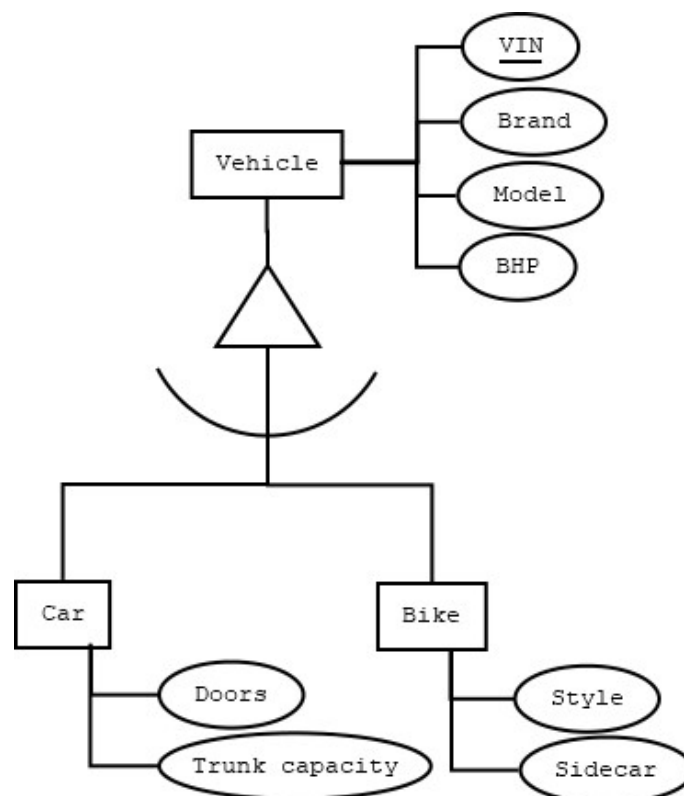 VIN
Brand
Vehicle
Model
BHP
Car
Bike
Doors
Style
Trunk capacity
Sidecar